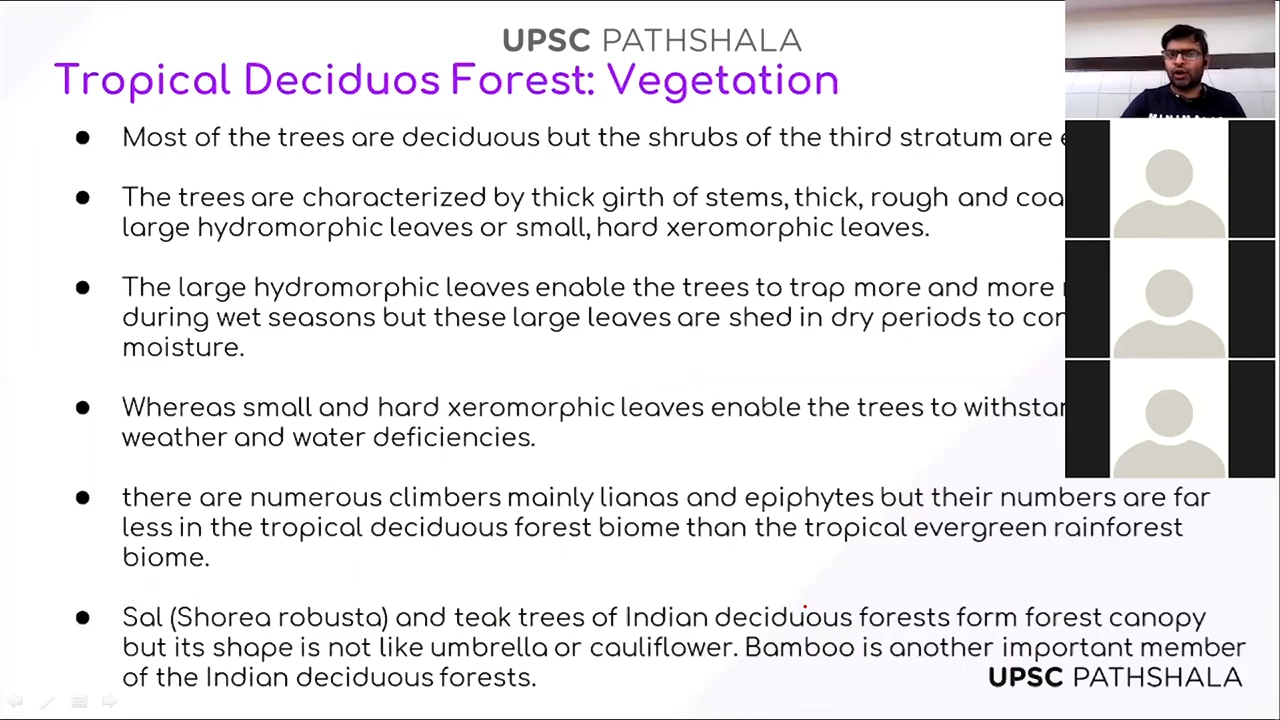 UPSC PATHSHALA
Tropical Deciduos Forest: Vegetation
● Most of the trees are deciduous but the shrubs of the third stratum are
● The trees are characterized by thick girth of stems, thick, rough and
large hydromorphic leaves or small, hard xeromorphic leaves.
● The large hydromorphic leaves enable the trees to trap more and more
during wet seasons but these large leaves are shed in dry periods to
moisture.
● Whereas small and hard xeromorphic leaves enable the trees to
weather and water deficiencies.
● there are numerous climbers mainly lianas and epiphytes but their numbers are far
less in the tropical deciduous forest biome than the tropical evergreen rainforest
biome.
● Sal (Shorea robusta) and teak trees of Indian deciduous forests form forest canopy
but its shape is not like umbrella or cauliflower. Bamboo is another important member
of the Indian deciduous forests.
UPSC PATHSHALA